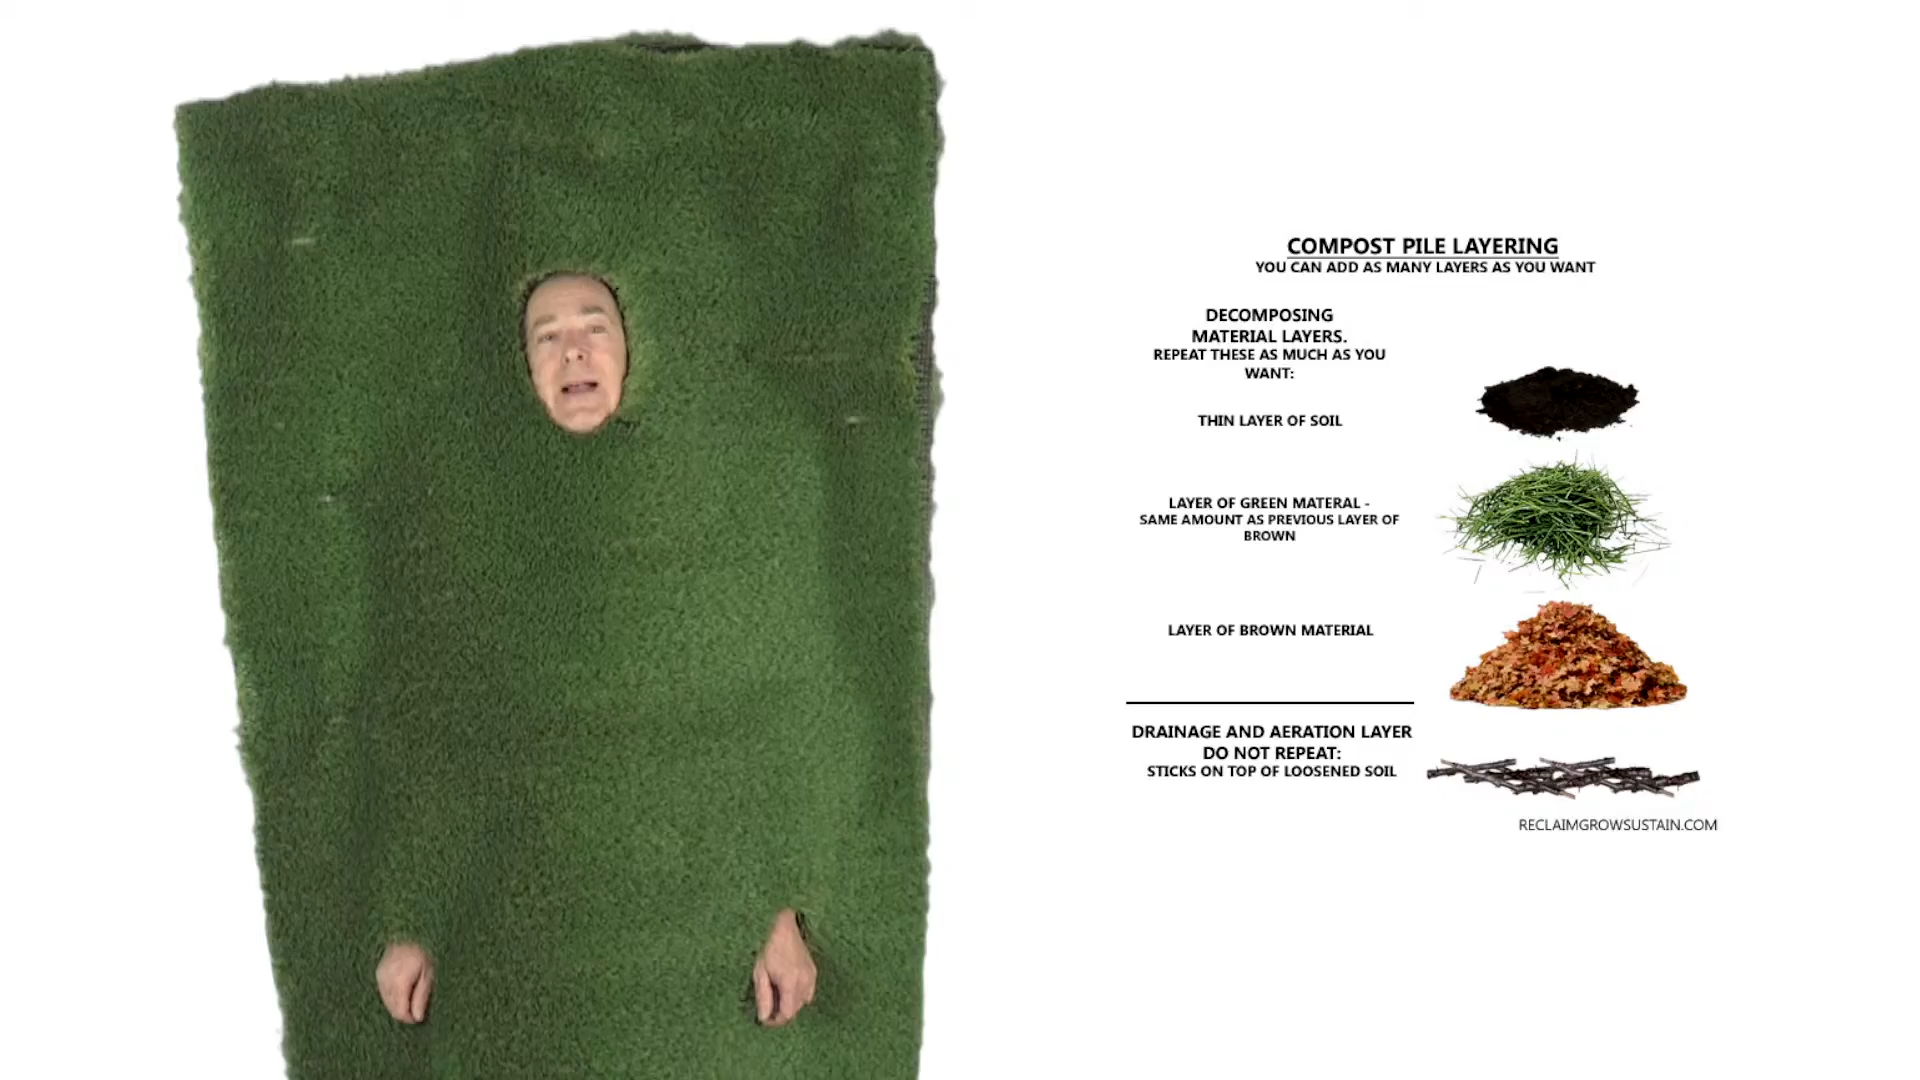 COMPOST PILE LAYERING
YOU CAN ADD AS MANY LAYERS AS YOU WANT
DECOMPOSING
MATERIAL LAYERS.
REPEAT THESE AS MUCH AS YOU
WANT:
THIN LAYER OF SOIL
LAYER OF GREEN MATERAL -
SAME AMOUNT AS PREVIOUS LAYER OF
BROWN
LAYER OF BROWN MATERIAL
DRAINAGE AND AERATION LAYER
DO NOT REPEAT:
STICKS ON TOP OF LOOSENED SOIL
RECLAIMGROWSUSTAIN.COM